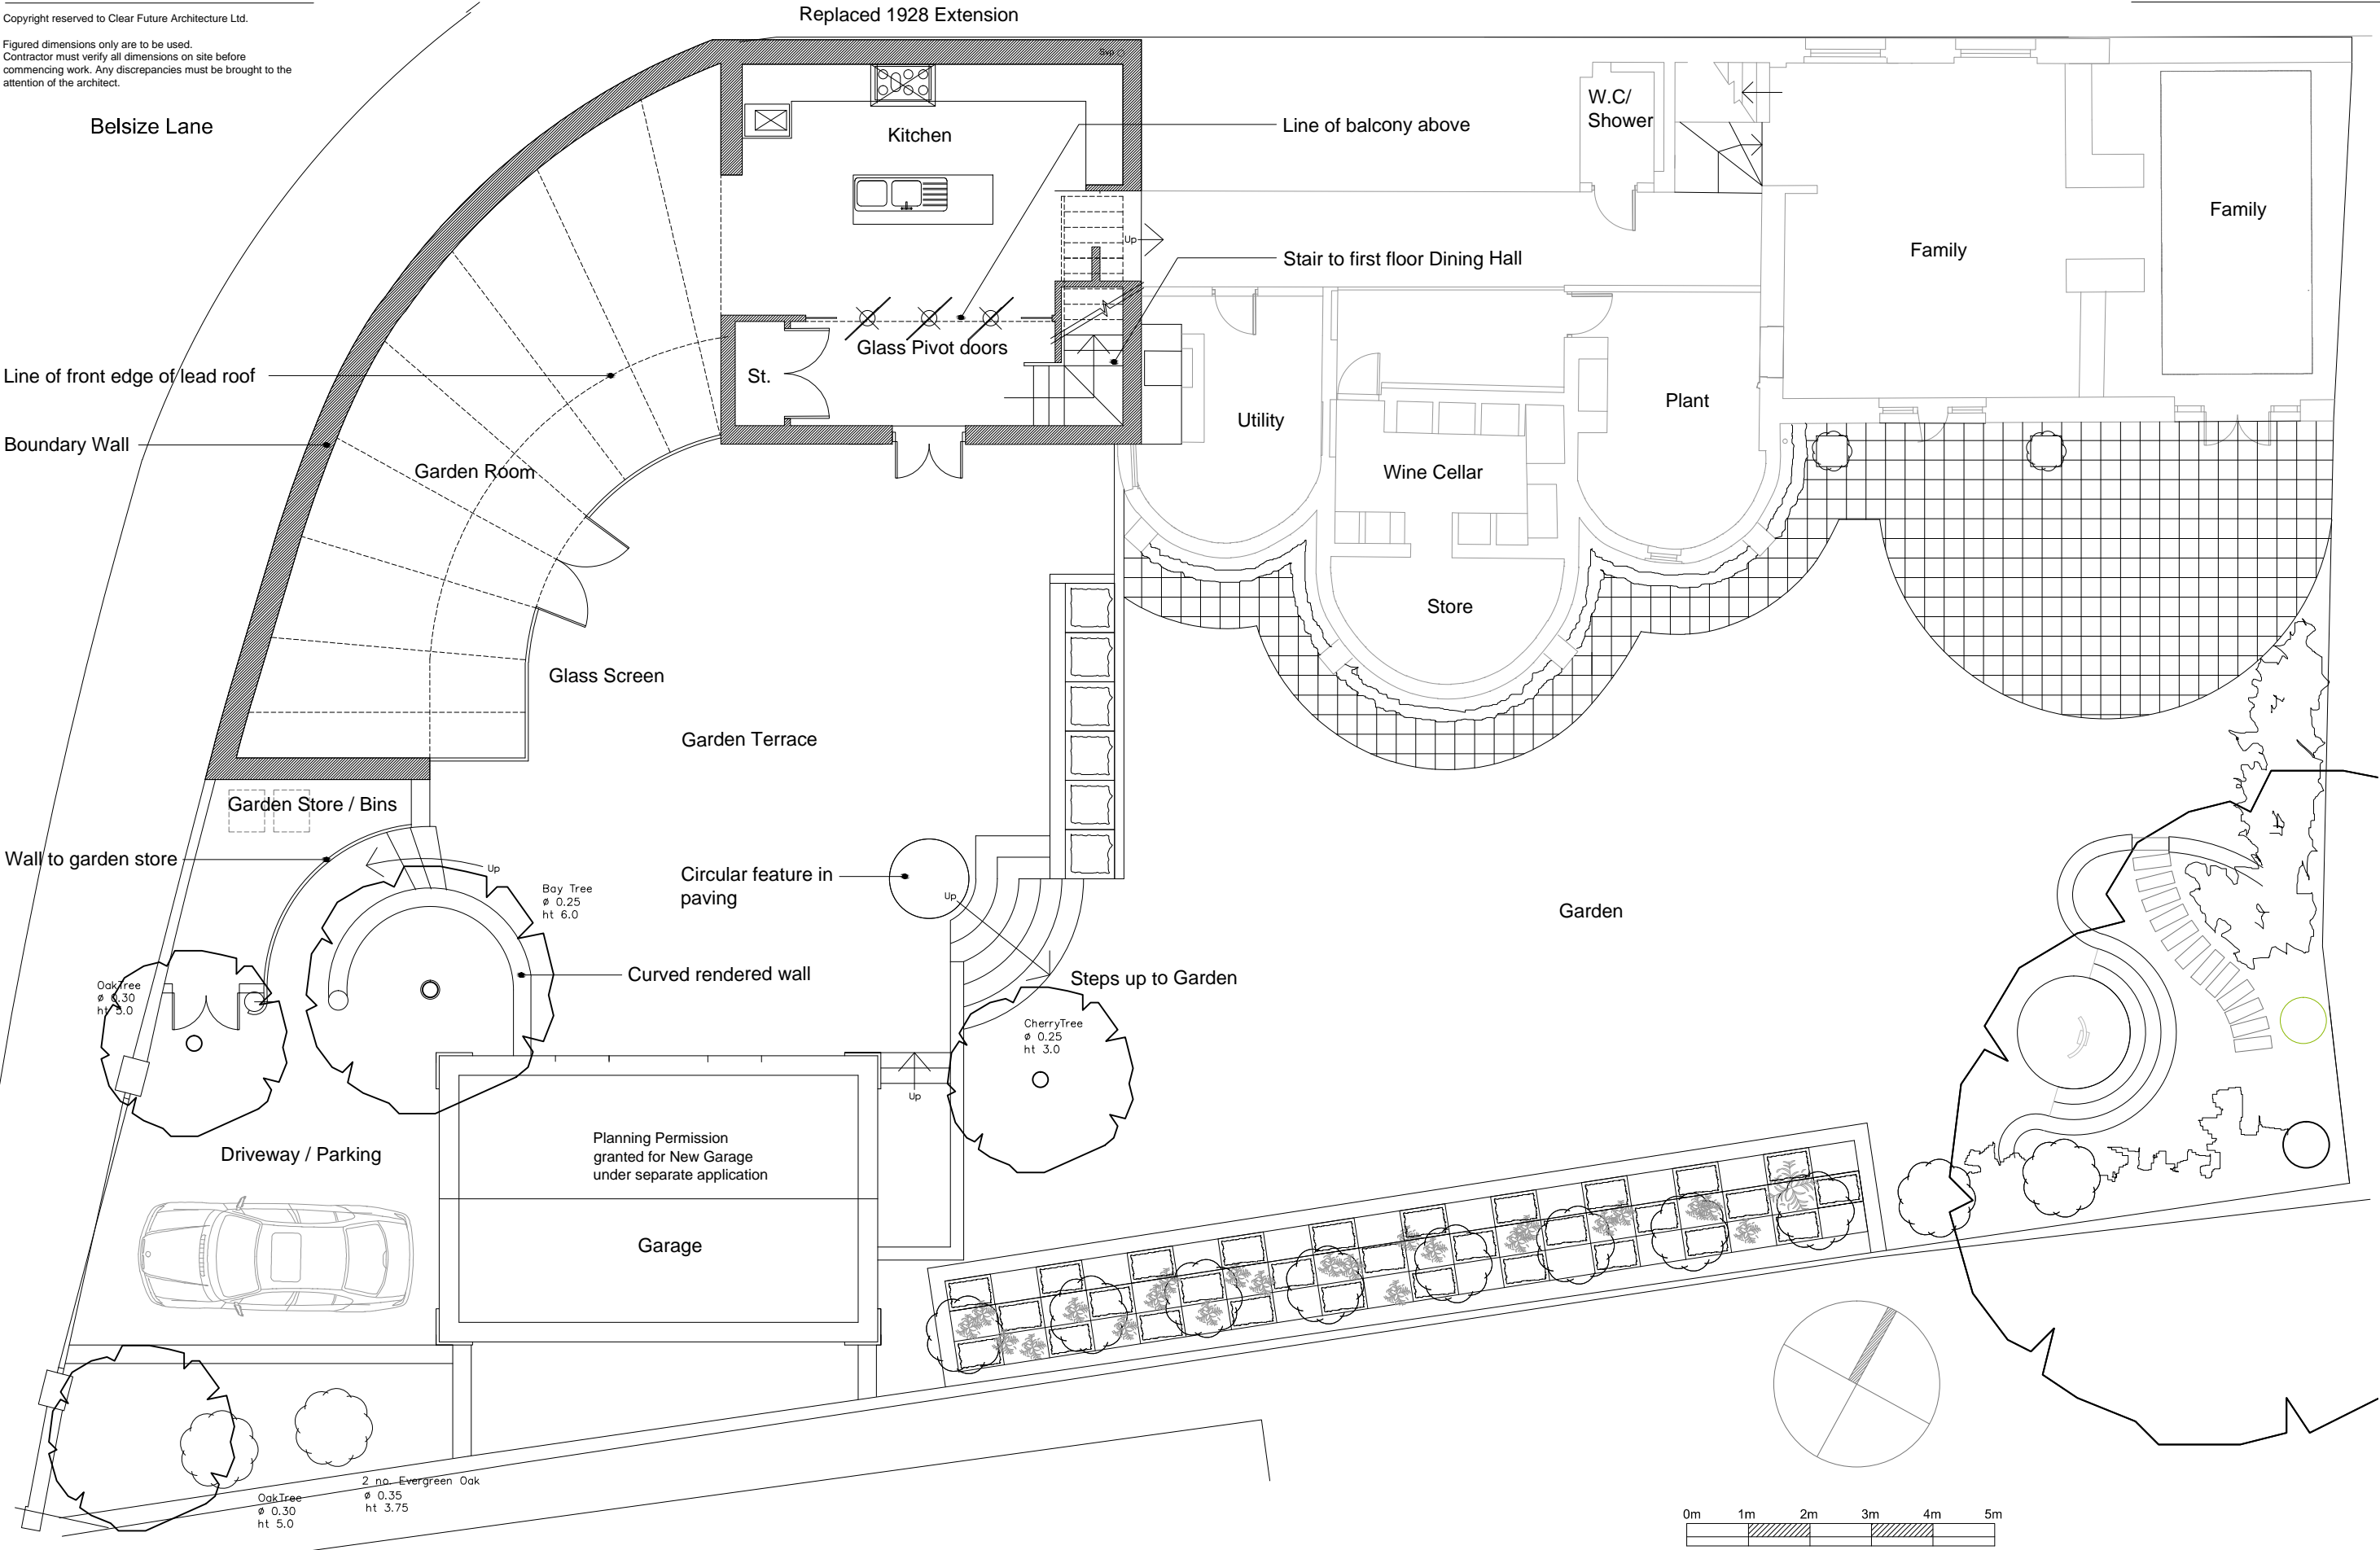 Copyright reserved to Clear Future Architecture Ltd.
Figured dimensions only are to be used.
Contractor must verify all dimensions on site before
commencing work. Any discrepancies must be brought to the
attention of the architect.
Replaced 1928 Extension
Belsize Lane
Svp
Kitchen
Line of balcony above
W.C/
Shower
Family
Family
Up
Stair to first floor Dining Hall
Glass Pivot doors
St.
Line of front edge of lead roof
Utility
Plant
Boundary Wall
Garden Room
Wine Cellar
Store
Glass Screen
Garden Terrace
Garden Store / Bins
Wall to garden store
Up
Bay Tree
ø 0.25
ht 6.0
Circular feature in
paving
Up
Garden
Curved rendered wall
Steps up to Garden
OakTree
ø 0.30
ht 5.0
CherryTree
ø 0.25
ht 3.0
Up
Driveway / Parking
Planning Permission
granted for New Garage
under separate application
Garage
2 no. Evergreen Oak
ø 0.35
ht 3.75
OakTree
ø 0.30
ht 5.0
0m 1m 2m 3m 4m 5m